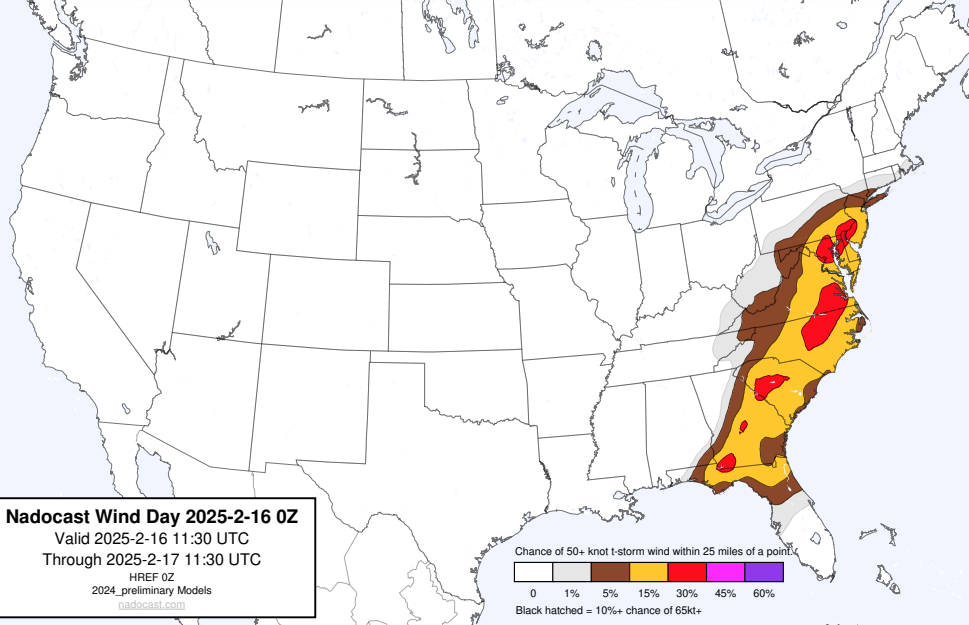 Nadocast Wind Day 2025-2-16 0Z
Valid 2025-2-16 11:30 UTC
Through 2025-2-17 11:30 UTC
HREF 0Z
2024_preliminary Models
nadocast.com
Chance of 50+ knot t-storm wind within 25 miles of a point.
0 1% 5% 15% 30% 45% 60%
Black hatched = 10%+ chance of 65kt+